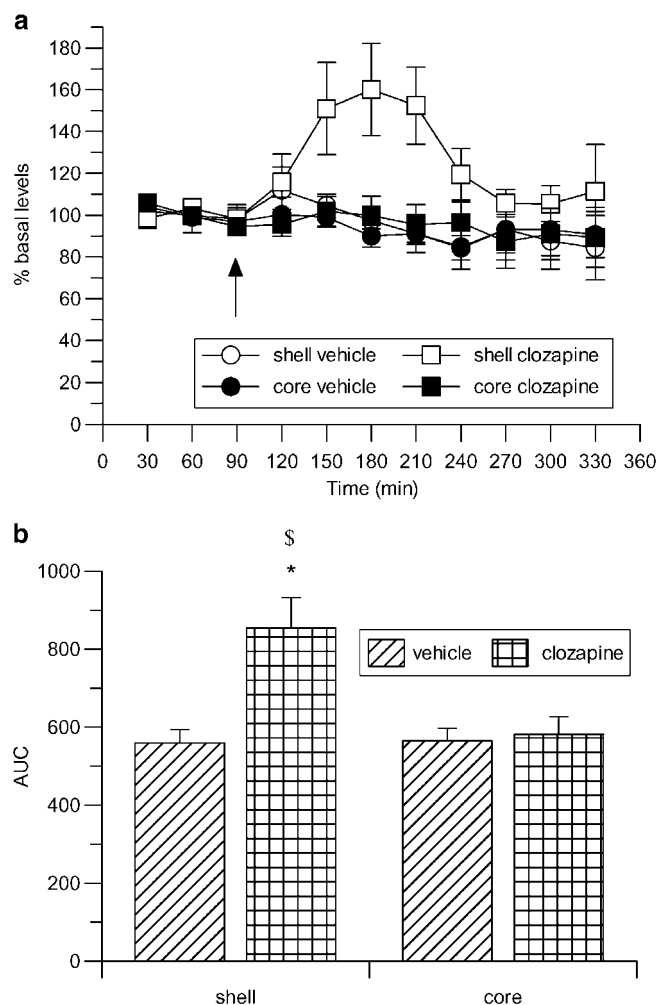 a
% basal levels
180
160
140
120
100
80
60
40
20
0
shell vehicle shell clozapine
core vehicle core clozapine
0 30 60 90 120 150 180 210 240 270 300 330 360
Time (min)
b
$
*
AUC
1000
800
600
400
200
0
vehicle clozapine
shell core